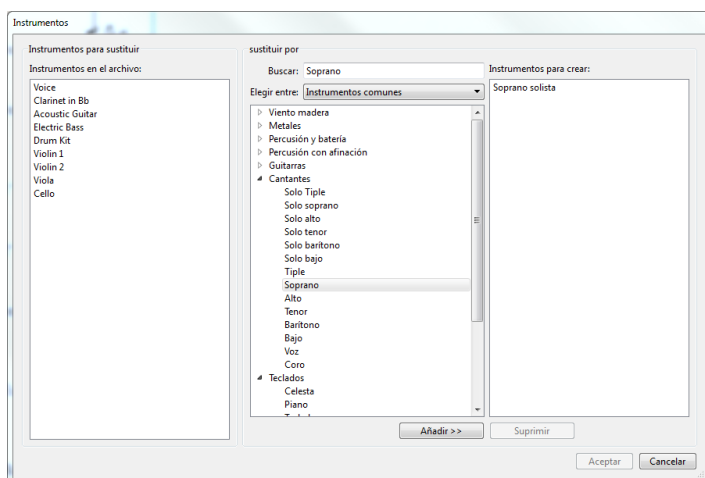 Instrumentos
Instrumentos para sustituir
Instrumentos en el archivo:
Voice
Clarinet in Bb
Acoustic Guitar
Electric Bass
Drum Kit
Violin 1
Violin 2
Viola
Cello
sustituir por
Buscar: Soprano
Elegir entre: Instrumentos comunes
Viento madera
Metales
Percusión y batería
Percusión con afinación
Guitarras
Cantantes
Solo Tiple
Solo soprano
Solo alto
Solo tenor
Solo barítono
Solo bajo
Tiple
Soprano
Alto
Tenor
Barítono
Bajo
Voz
Coro
Teclados
Celesta
Piano
Instrumentos para crear:
Soprano solista
Añadir >>
Suprimir
Aceptar
Cancelar